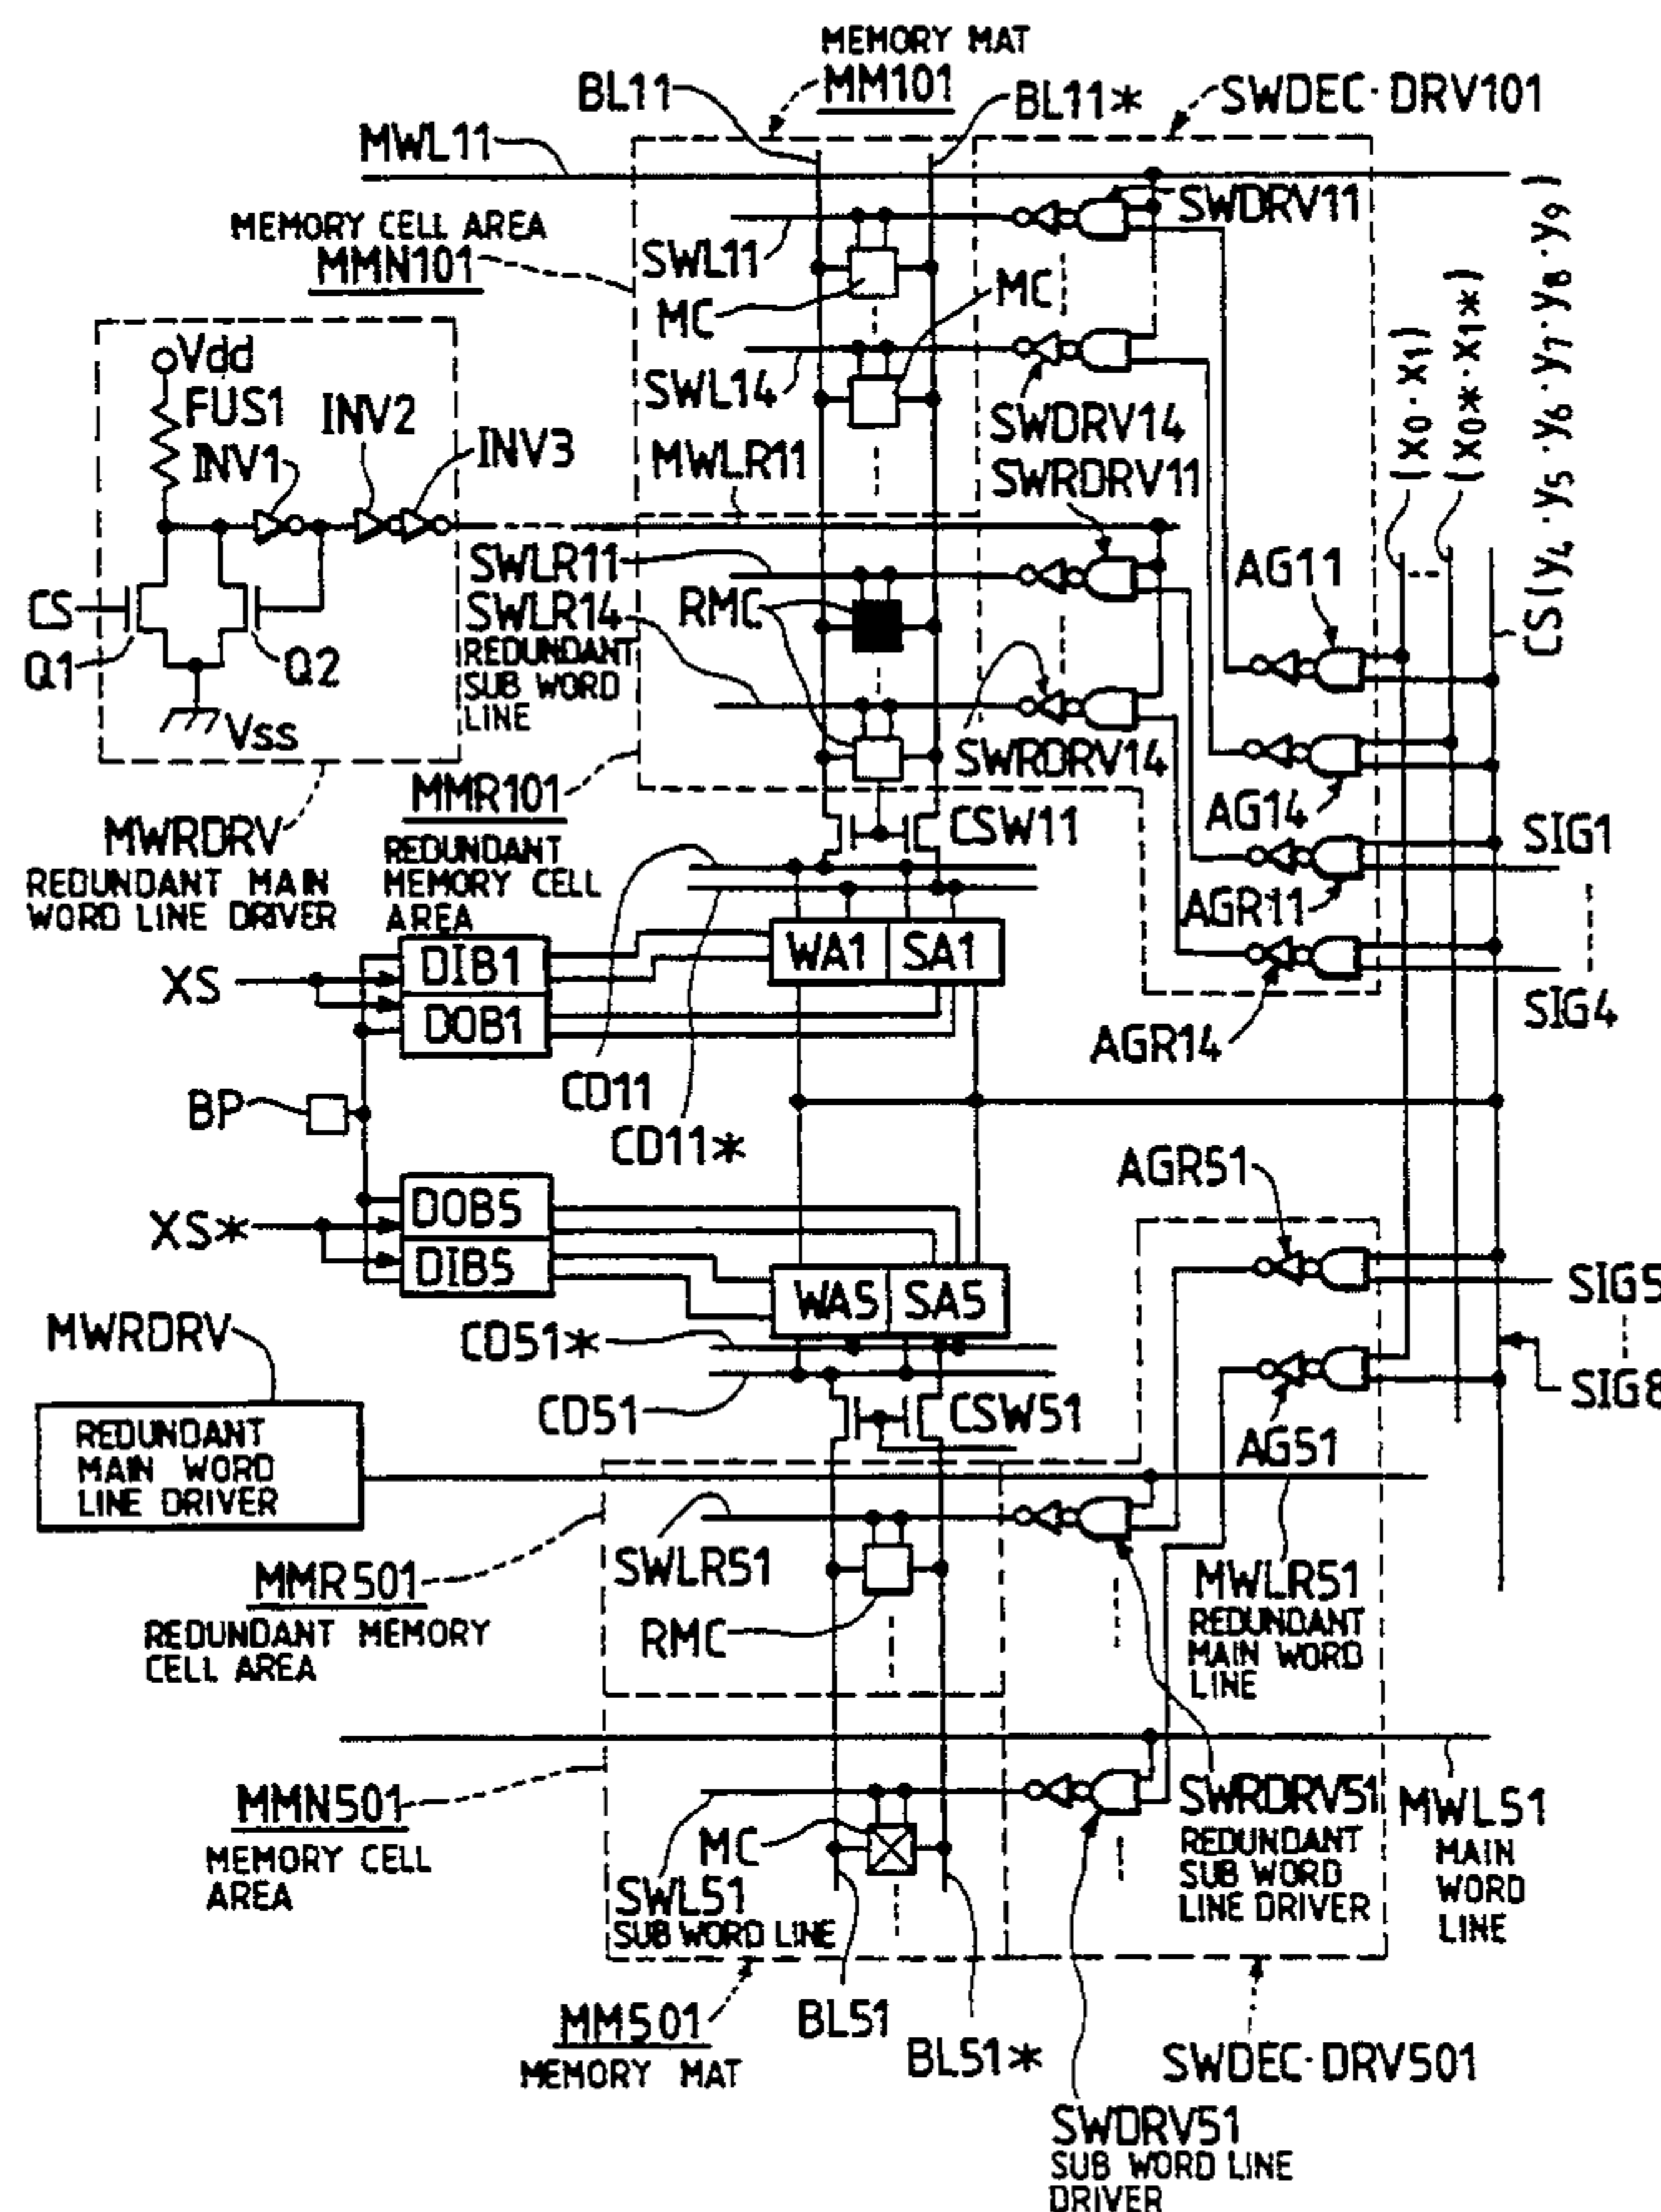 MEMORY MAT
MM101
BL11
BL11*
SWDEC·DRV101
MWL11
SWDRV11
MEMORY CELL AREA
MMN101
SWL11
MC
MC
SWL14
SWDRV14
MWLR11
SWRDRV11
(X0·X1)
(X0*·X1*)
CS(y4·y5·y6·y7·y8·y9)
Vdd
FUS1
INV1
INV2
INV3
CS
Q1
Q2
Vss
SWLR11
SWLR14
REDUNDANT
SUB WORD
LINE
RMC
AG11
SWRDRV14
MMR101
REDUNDANT
MEMORY CELL
AREA
MWRDRV
REDUNDANT MAIN
WORD LINE DRIVER
CSW11
AG14
SIG1
AGR11
SIG4
AGR14
XS
DIB1
DOB1
WA1
SA1
CD11
CD11*
BP
XS*
DOB5
DIB5
WA5
SA5
AGR51
SIG5
SIG8
AG51
MWRDRV
CD51*
CD51
CSW51
REDUNDANT
MAIN WORD
LINE DRIVER
SWLR51
MMR501
REDUNDANT MEMORY
CELL AREA
RMC
MWLR51
REDUNDANT
MAIN WORD
LINE
MMN501
MEMORY CELL
AREA
MC
SWL51
SUB WORD LINE
SWRDRV51
REDUNDANT
SUB WORD
LINE DRIVER
MWL51
MAIN
WORD
LINE
MM501
MEMORY MAT
BL51
BL51*
SWDEC·DRV501
SWDRV51
SUB WORD LINE
DRIVER